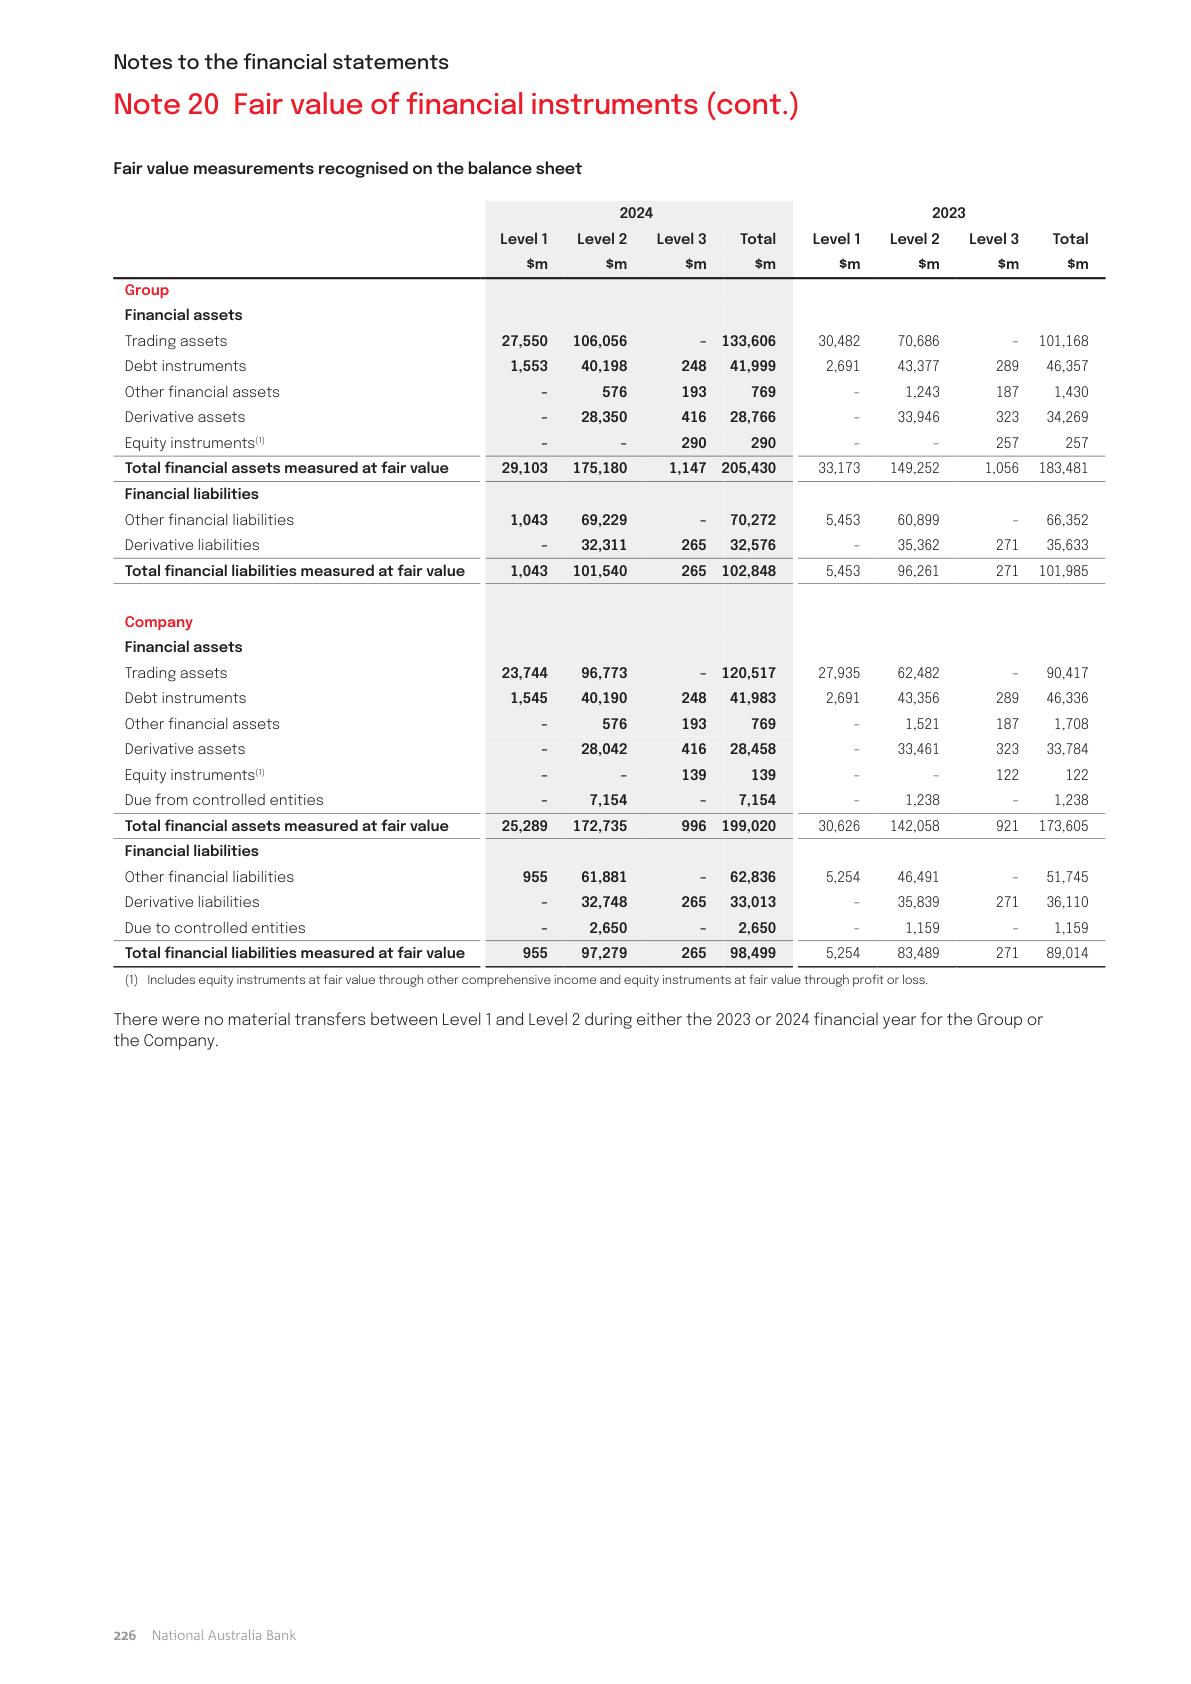 Notes to the financial statements
Note 20 Fair value of financial instruments (cont.)
Fair value measurements recognised on the balance sheet
2024 2023
Level 1 Level 2 Level 3 Total Level 1 Level 2 Level 3 Total
$m $m $m $m $m $m $m $m
Group
Financial assets
Trading assets 27,550 106,056 – 133,606 30,482 70,686 – 101,168
Debt instruments 1,553 40,198 248 41,999 2,691 43,377 289 46,357
Other financial assets – 576 193 769 – 1,243 187 1,430
Derivative assets – 28,350 416 28,766 – 33,946 323 34,269
Equity instruments(1) – – 290 290 – – 257 257
Total financial assets measured at fair value 29,103 175,180 1,147 205,430 33,173 149,252 1,056 183,481
Financial liabilities
Other financial liabilities 1,043 69,229 – 70,272 5,453 60,899 – 66,352
Derivative liabilities – 32,311 265 32,576 – 35,362 271 35,633
Total financial liabilities measured at fair value 1,043 101,540 265 102,848 5,453 96,261 271 101,985
Company
Financial assets
Trading assets 23,744 96,773 – 120,517 27,935 62,482 – 90,417
Debt instruments 1,545 40,190 248 41,983 2,691 43,356 289 46,336
Other financial assets – 576 193 769 – 1,521 187 1,708
Derivative assets – 28,042 416 28,458 – 33,461 323 33,784
Equity instruments(1) – – 139 139 – – 122 122
Due from controlled entities – 7,154 – 7,154 – 1,238 – 1,238
Total financial assets measured at fair value 25,289 172,735 996 199,020 30,626 142,058 921 173,605
Financial liabilities
Other financial liabilities 955 61,881 – 62,836 5,254 46,491 – 51,745
Derivative liabilities – 32,748 265 33,013 – 35,839 271 36,110
Due to controlled entities – 2,650 – 2,650 – 1,159 – 1,159
Total financial liabilities measured at fair value 955 97,279 265 98,499 5,254 83,489 271 89,014
(1) Includes equity instruments at fair value through other comprehensive income and equity instruments at fair value through profit or loss.
There were no material transfers between Level 1 and Level 2 during either the 2023 or 2024 financial year for the Group or
the Company.
226 National Australia Bank